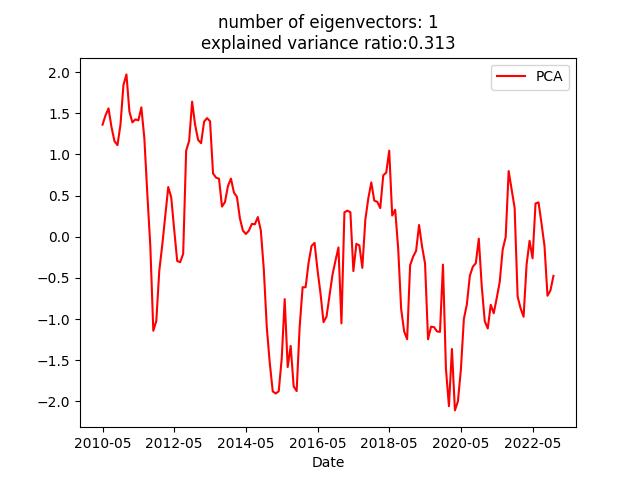 number of eigenvectors: 1
explained variance ratio:0.313
PCA
2.0
1.5
1.0
0.5
0.0
−0.5
−1.0
−1.5
−2.0
2010-05 2012-05 2014-05 2016-05 2018-05 2020-05 2022-05
Date